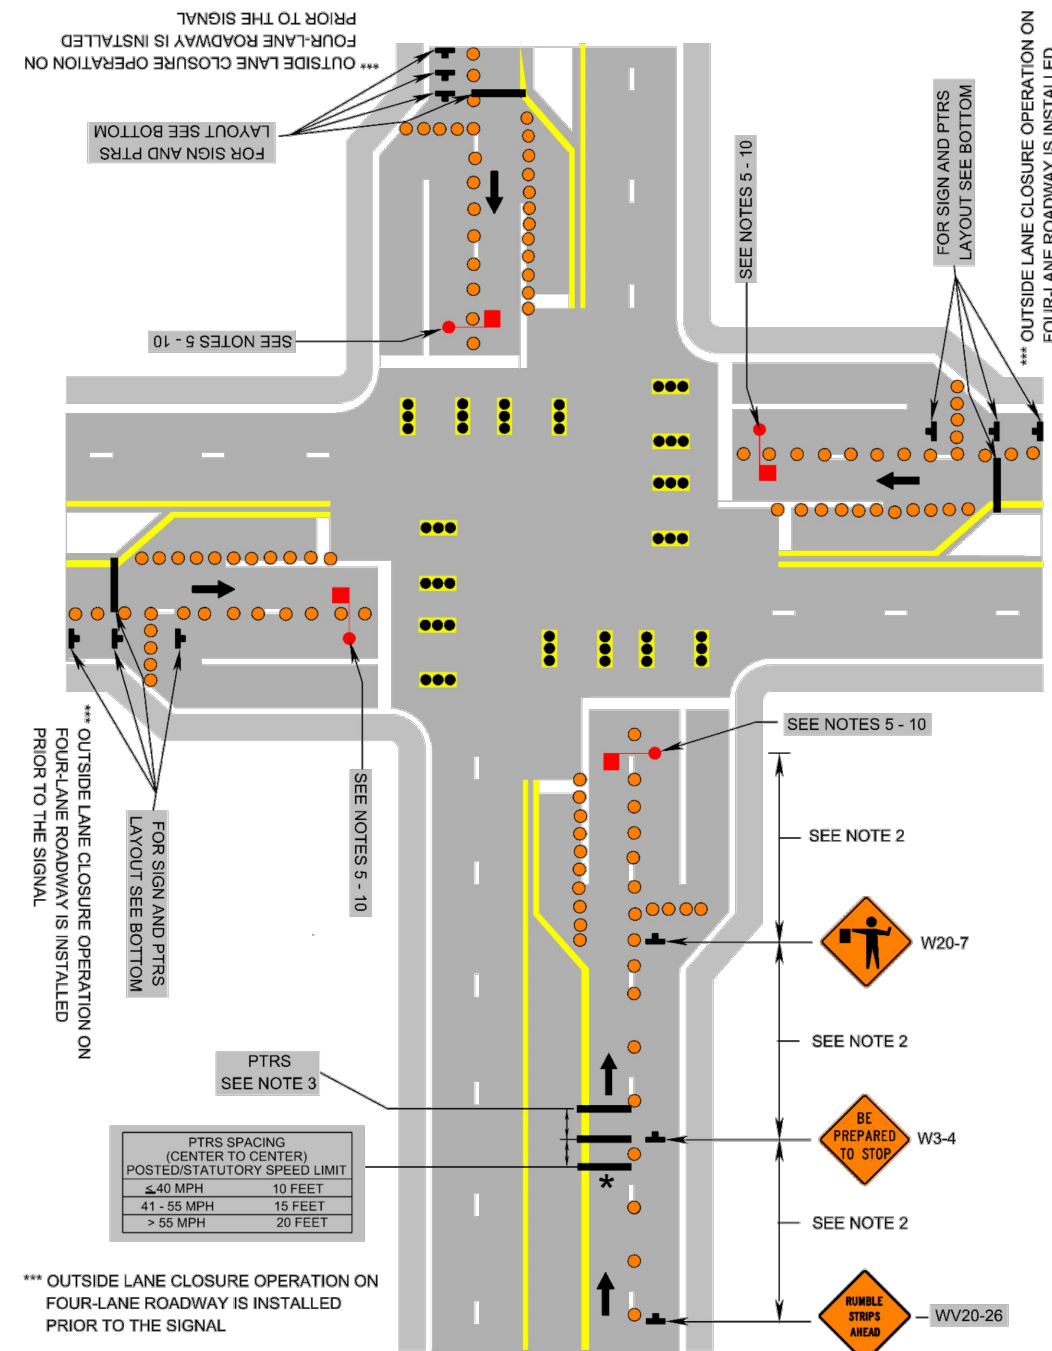 *** OUTSIDE LANE CLOSURE OPERATION ON
FOUR-LANE ROADWAY IS INSTALLED
PRIOR TO THE SIGNAL
FOR SIGN AND PTRS
LAYOUT SEE BOTTOM
SEE NOTES 5 - 10
SEE NOTES 5 - 10
FOR SIGN AND PTRS
LAYOUT SEE BOTTOM
*** OUTSIDE LANE CLOSURE OPERATION ON
FOUR-LANE ROADWAY IS INSTALLED
*** OUTSIDE LANE CLOSURE OPERATION ON
FOUR-LANE ROADWAY IS INSTALLED
PRIOR TO THE SIGNAL
FOR SIGN AND PTRS
LAYOUT SEE BOTTOM
SEE NOTES 5 - 10
SEE NOTES 5 - 10
SEE NOTE 2
W20-7
SEE NOTE 2
BE
PREPARED
TO STOP
W3-4
SEE NOTE 2
RUMBLE
STRIPS
AHEAD
WV20-26
PTRS
SEE NOTE 3
PTRS SPACING
(CENTER TO CENTER)
POSTED/STATUTORY SPEED LIMIT
≤40 MPH 10 FEET
41 - 55 MPH 15 FEET
> 55 MPH 20 FEET
*
*** OUTSIDE LANE CLOSURE OPERATION ON
FOUR-LANE ROADWAY IS INSTALLED
PRIOR TO THE SIGNAL